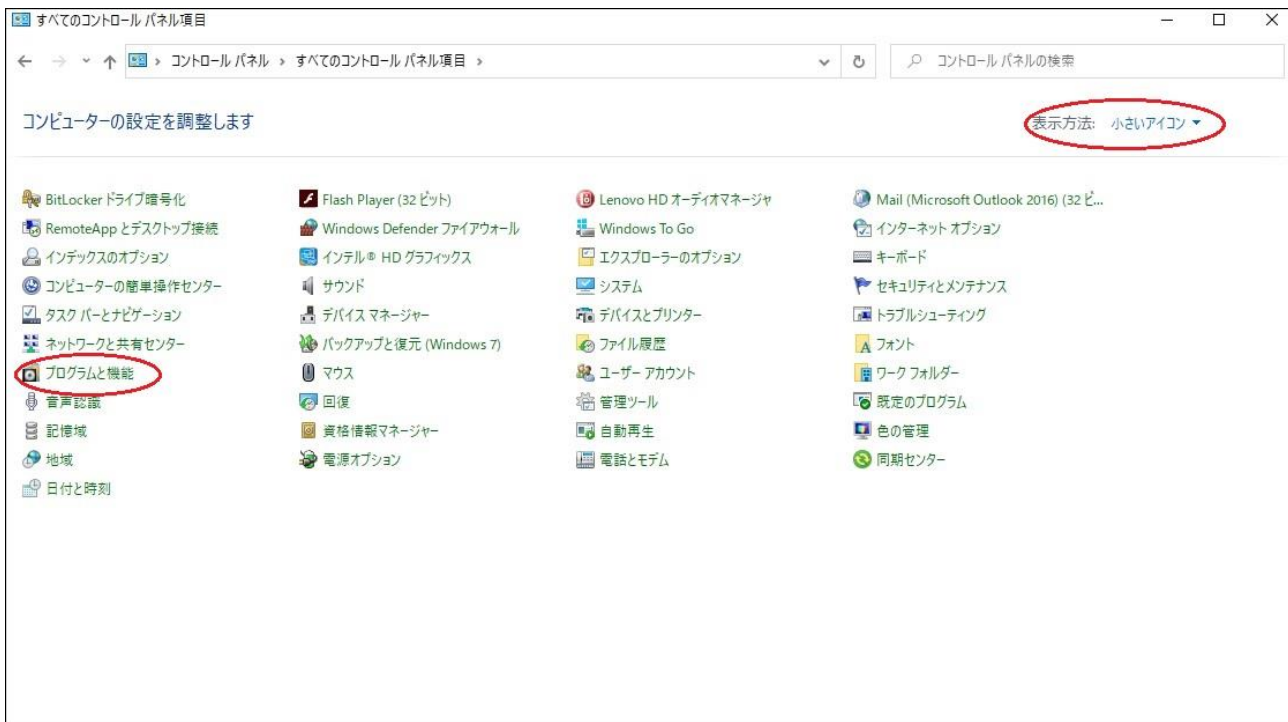 すべてのコントロール パネル項目
コントロール パネル › すべてのコントロール パネル項目 ›
コントロール パネルの検索
コンピューターの設定を調整します
表示方法: 小さいアイコン
BitLocker ドライブ暗号化
Flash Player (32 ビット)
Lenovo HD オーディオマネージャ
Mail (Microsoft Outlook 2016) (32 ビ...
RemoteApp とデスクトップ接続
Windows Defender ファイアウォール
Windows To Go
インターネット オプション
インデックスのオプション
インテル® HD グラフィックス
エクスプローラーのオプション
キーボード
コンピューターの簡単操作センター
サウンド
システム
セキュリティとメンテナンス
タスク バーとナビゲーション
デバイス マネージャー
デバイスとプリンター
トラブルシューティング
ネットワークと共有センター
バックアップと復元 (Windows 7)
ファイル履歴
フォント
プログラムと機能
マウス
ユーザー アカウント
ワーク フォルダー
音声認識
回復
管理ツール
既定のプログラム
記憶域
資格情報マネージャー
自動再生
色の管理
地域
電源オプション
電話とモデム
同期センター
日付と時刻